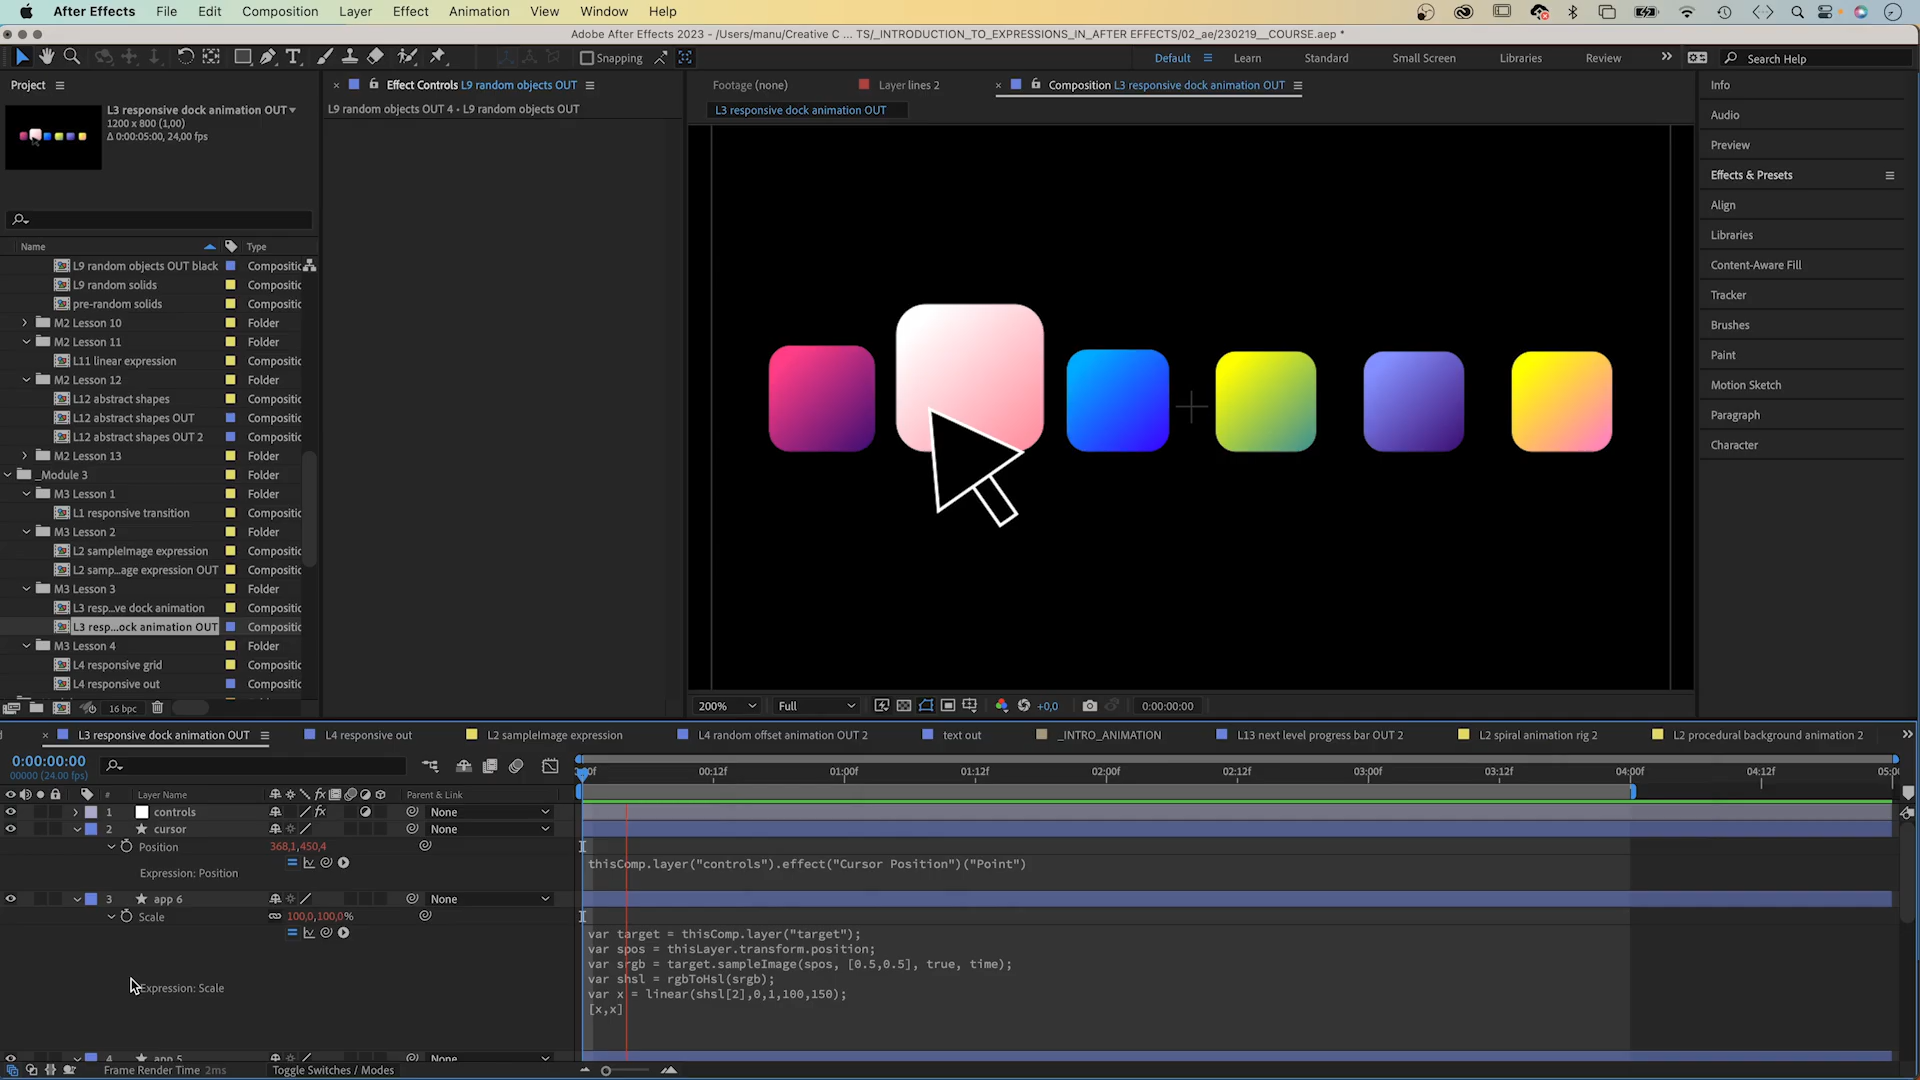 After Effects File Edit Composition Layer Effect Animation View Window Help
Adobe After Effects 2023 - /Users/manu/Creative C ... TS/_INTRODUCTION_TO_EXPRESSIONS_IN_AFTER EFFECTS/02_ae/230219__COURSE.aep *
Snapping Default Learn Standard Small Screen Libraries Review Search Help
Project
Effect Controls L9 random objects OUT
Footage (none) Layer lines 2 Composition L3 responsive dock animation OUT
L3 responsive dock animation OUT
1200 x 800 (1,00)
Δ 0:00:05:00, 24,00 fps
L9 random objects OUT 4 • L9 random objects OUT
L3 responsive dock animation OUT
Info
Audio
Preview
Effects & Presets
Align
Libraries
Content-Aware Fill
Tracker
Brushes
Paint
Motion Sketch
Paragraph
Character
Name Type
L9 random objects OUT black Compositic
L9 random solids Compositic
pre-random solids Compositic
M2 Lesson 10 Folder
M2 Lesson 11 Folder
L11 linear expression Compositic
M2 Lesson 12 Folder
L12 abstract shapes Compositic
L12 abstract shapes OUT Compositic
L12 abstract shapes OUT 2 Compositic
M2 Lesson 13 Folder
_Module 3 Folder
M3 Lesson 1 Folder
L1 responsive transition Compositic
M3 Lesson 2 Folder
L2 sampleImage expression Compositic
L2 samp...age expression OUT Compositic
M3 Lesson 3 Folder
L3 resp...ve dock animation Compositic
L3 resp...ock animation OUT Compositic
M3 Lesson 4 Folder
L4 responsive grid Compositic
L4 responsive out Compositic
16 bpc
200% Full +0,0 0:00:00:00
L3 responsive dock animation OUT L4 responsive out L2 sampleImage expression L4 random offset animation OUT 2 text out _INTRO_ANIMATION L13 next level progress bar OUT 2 L2 spiral animation rig 2 L2 procedural background animation 2
0:00:00:00
00000 (24.00 fps)
00:12f 01:00f 01:12f 02:00f 02:12f 03:00f 03:12f 04:00f 04:12f 05:0
# Layer Name fx Parent & Link
1 controls fx None
2 cursor None
Position 368,1,450,4
thisComp.layer("controls").effect("Cursor Position")("Point")
Expression: Position
3 app 6 None
Scale 100,0,100,0%
var target = thisComp.layer("target");
var spos = thisLayer.transform.position;
var srgb = target.sampleImage(spos, [0.5,0.5], true, time);
var shsl = rgbToHsl(srgb);
var x = linear(shsl[2],0,1,100,150);
[x,x]
Expression: Scale
4 app 5 None
Frame Render Time 2ms Toggle Switches / Modes